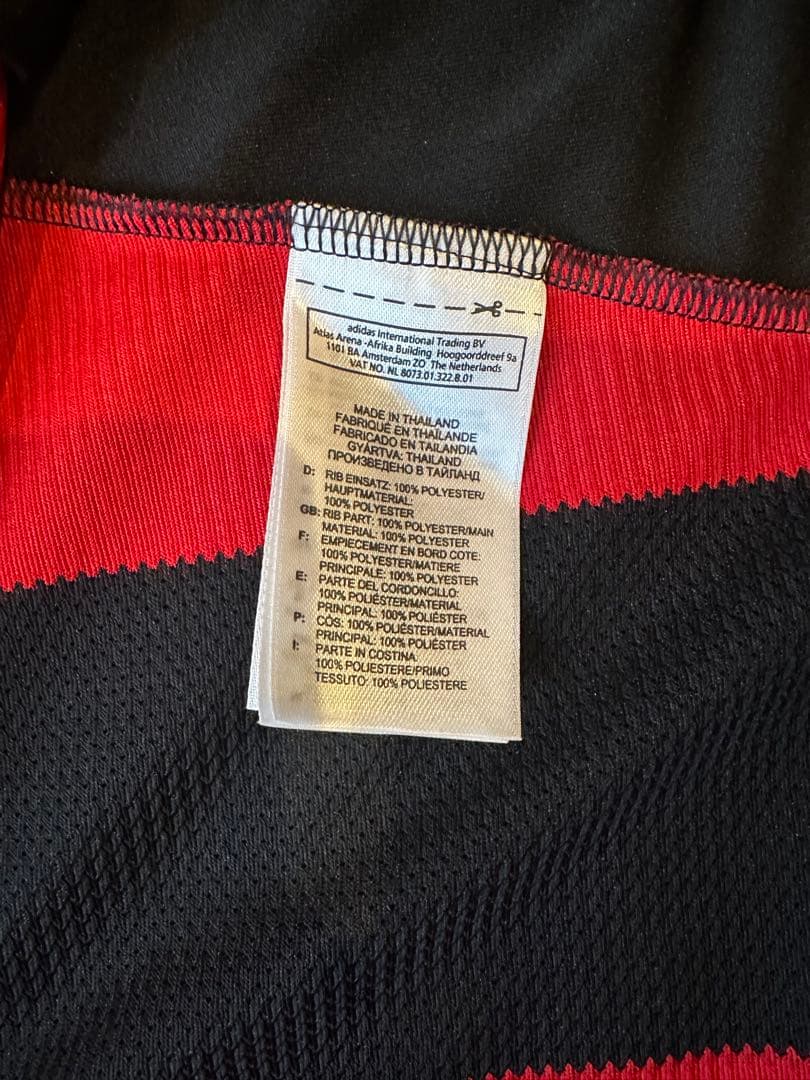 adidas International Trading BV
Atlas Arena -Afrika Building Hoogoorddreef 9a
1101 BA Amsterdam ZO The Netherlands
VAT NO. NL 8073.01.322.B.01
MADE IN THAILAND
FABRIQUÉ EN THAÏLANDE
FABRICADO EN TAILANDIA
GYÁRTVA: THAILAND
ПРОИЗВЕДЕНО В ТАЙЛАНД
D: RIB EINSATZ: 100% POLYESTER/
HAUPTMATERIAL:
100% POLYESTER
GB: RIB PART: 100% POLYESTER/MAIN
MATERIAL: 100% POLYESTER
F: EMPIECEMENT EN BORD COTE:
100% POLYESTER/MATIERE
PRINCIPALE: 100% POLYESTER
E: PARTE DEL CORDONCILLO:
100% POLIÉSTER/MATERIAL
PRINCIPAL: 100% POLIÉSTER
P: CÓS: 100% POLIÉSTER/MATERIAL
PRINCIPAL: 100% POLIÉSTER
I: PARTE IN COSTINA:
100% POLIESTERE/PRIMO
TESSUTO: 100% POLIESTERE